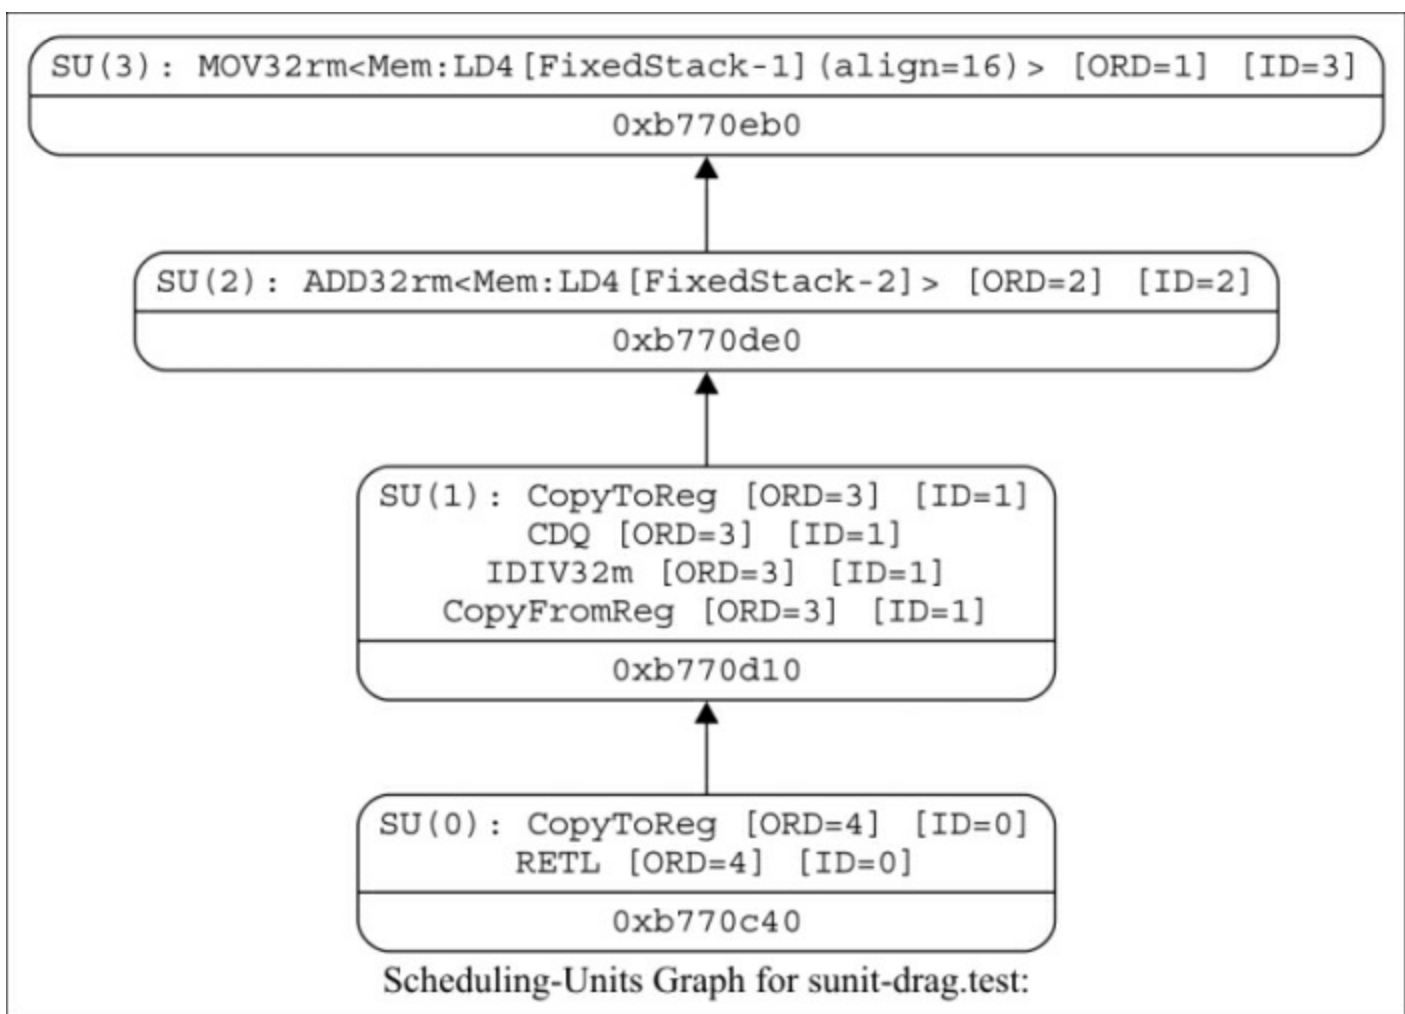 SU(3): MOV32rm<Mem:LD4[FixedStack-1](align=16)> [ORD=1] [ID=3]
0xb770eb0
SU(2): ADD32rm<Mem:LD4[FixedStack-2]> [ORD=2] [ID=2]
0xb770de0
SU(1): CopyToReg [ORD=3] [ID=1]
CDQ [ORD=3] [ID=1]
IDIV32m [ORD=3] [ID=1]
CopyFromReg [ORD=3] [ID=1]
0xb770d10
SU(0): CopyToReg [ORD=4] [ID=0]
RETL [ORD=4] [ID=0]
0xb770c40
Scheduling-Units Graph for sunit-drag.test: